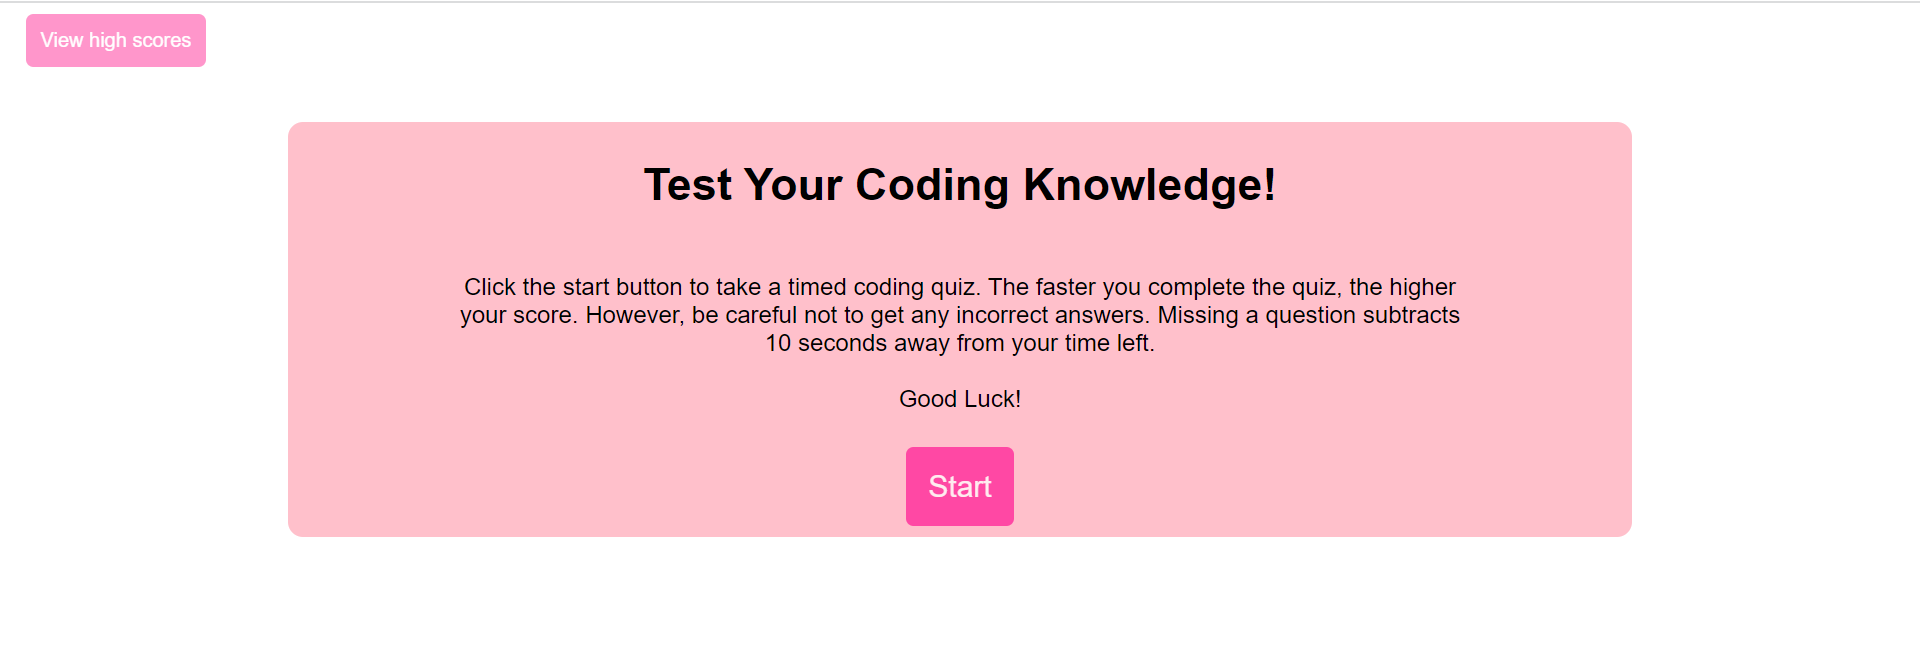 View high scores
Test Your Coding Knowledge!
Click the start button to take a timed coding quiz. The faster you complete the quiz, the higher
your score. However, be careful not to get any incorrect answers. Missing a question subtracts
10 seconds away from your time left.
Good Luck!
Start